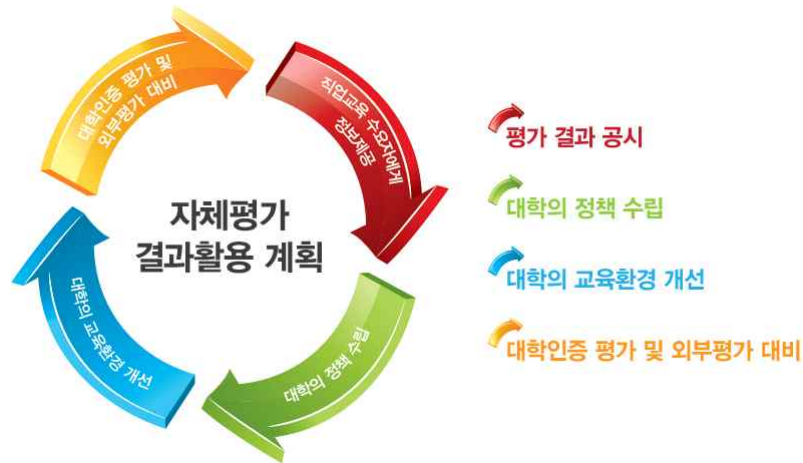 대학인증 평가 및
외부평가 대비
직업교육 수요자에게
정보제공
자체평가
결과활용 계획
대학의 교육환경 개선
대학의 정책 수립
평가 결과 공시
대학의 정책 수립
대학의 교육환경 개선
대학인증 평가 및 외부평가 대비